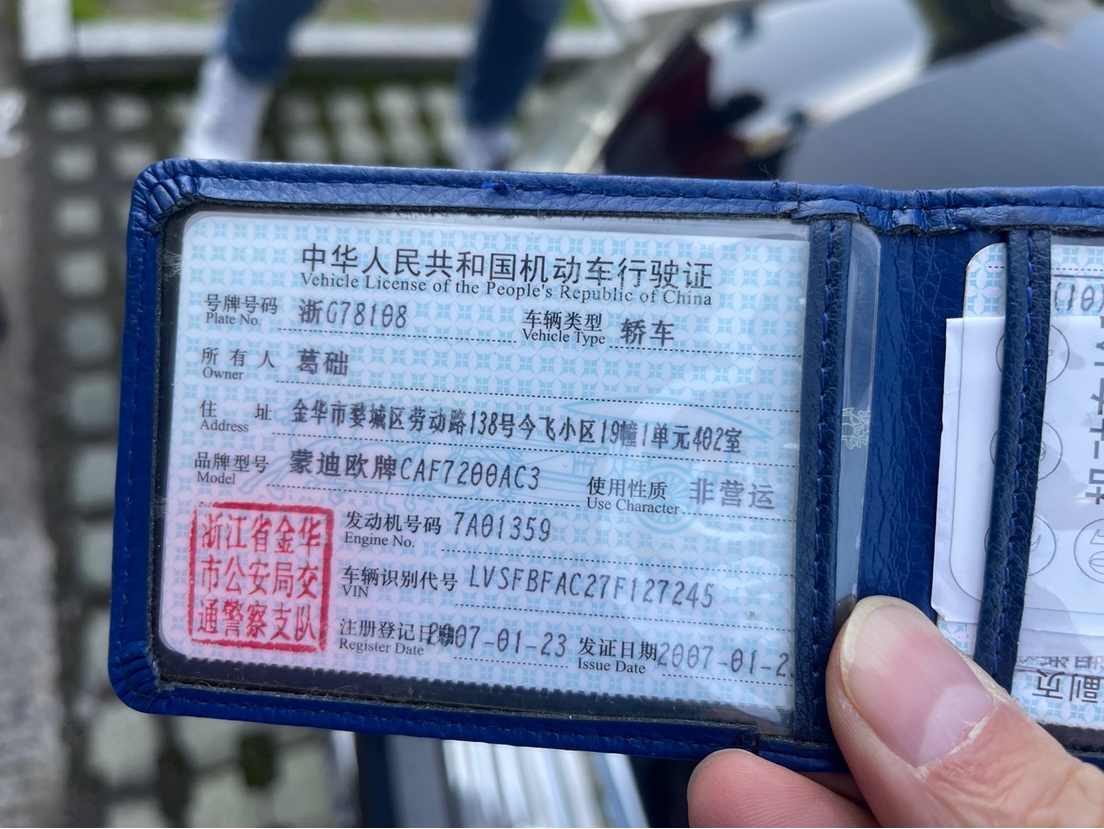 中华人民共和国机动车行驶证
Vehicle License of the People's Republic of China
号牌号码 浙G78108 车辆类型 轿车
Plate No. Vehicle Type
所有人 葛础
Owner
住址 金华市婺城区劳动路138号今飞小区19幢1单元402室
Address
品牌型号 蒙迪欧牌CAF7200AC3 使用性质 非营运
Model Use Character
发动机号码 7A01359
Engine No.
车辆识别代号 LVSFBFAC27F127245
VIN
注册登记日期 2007-01-23 发证日期 2007-01-2
Register Date Issue Date
浙江省金华
市公安局交
通警察支队
副页